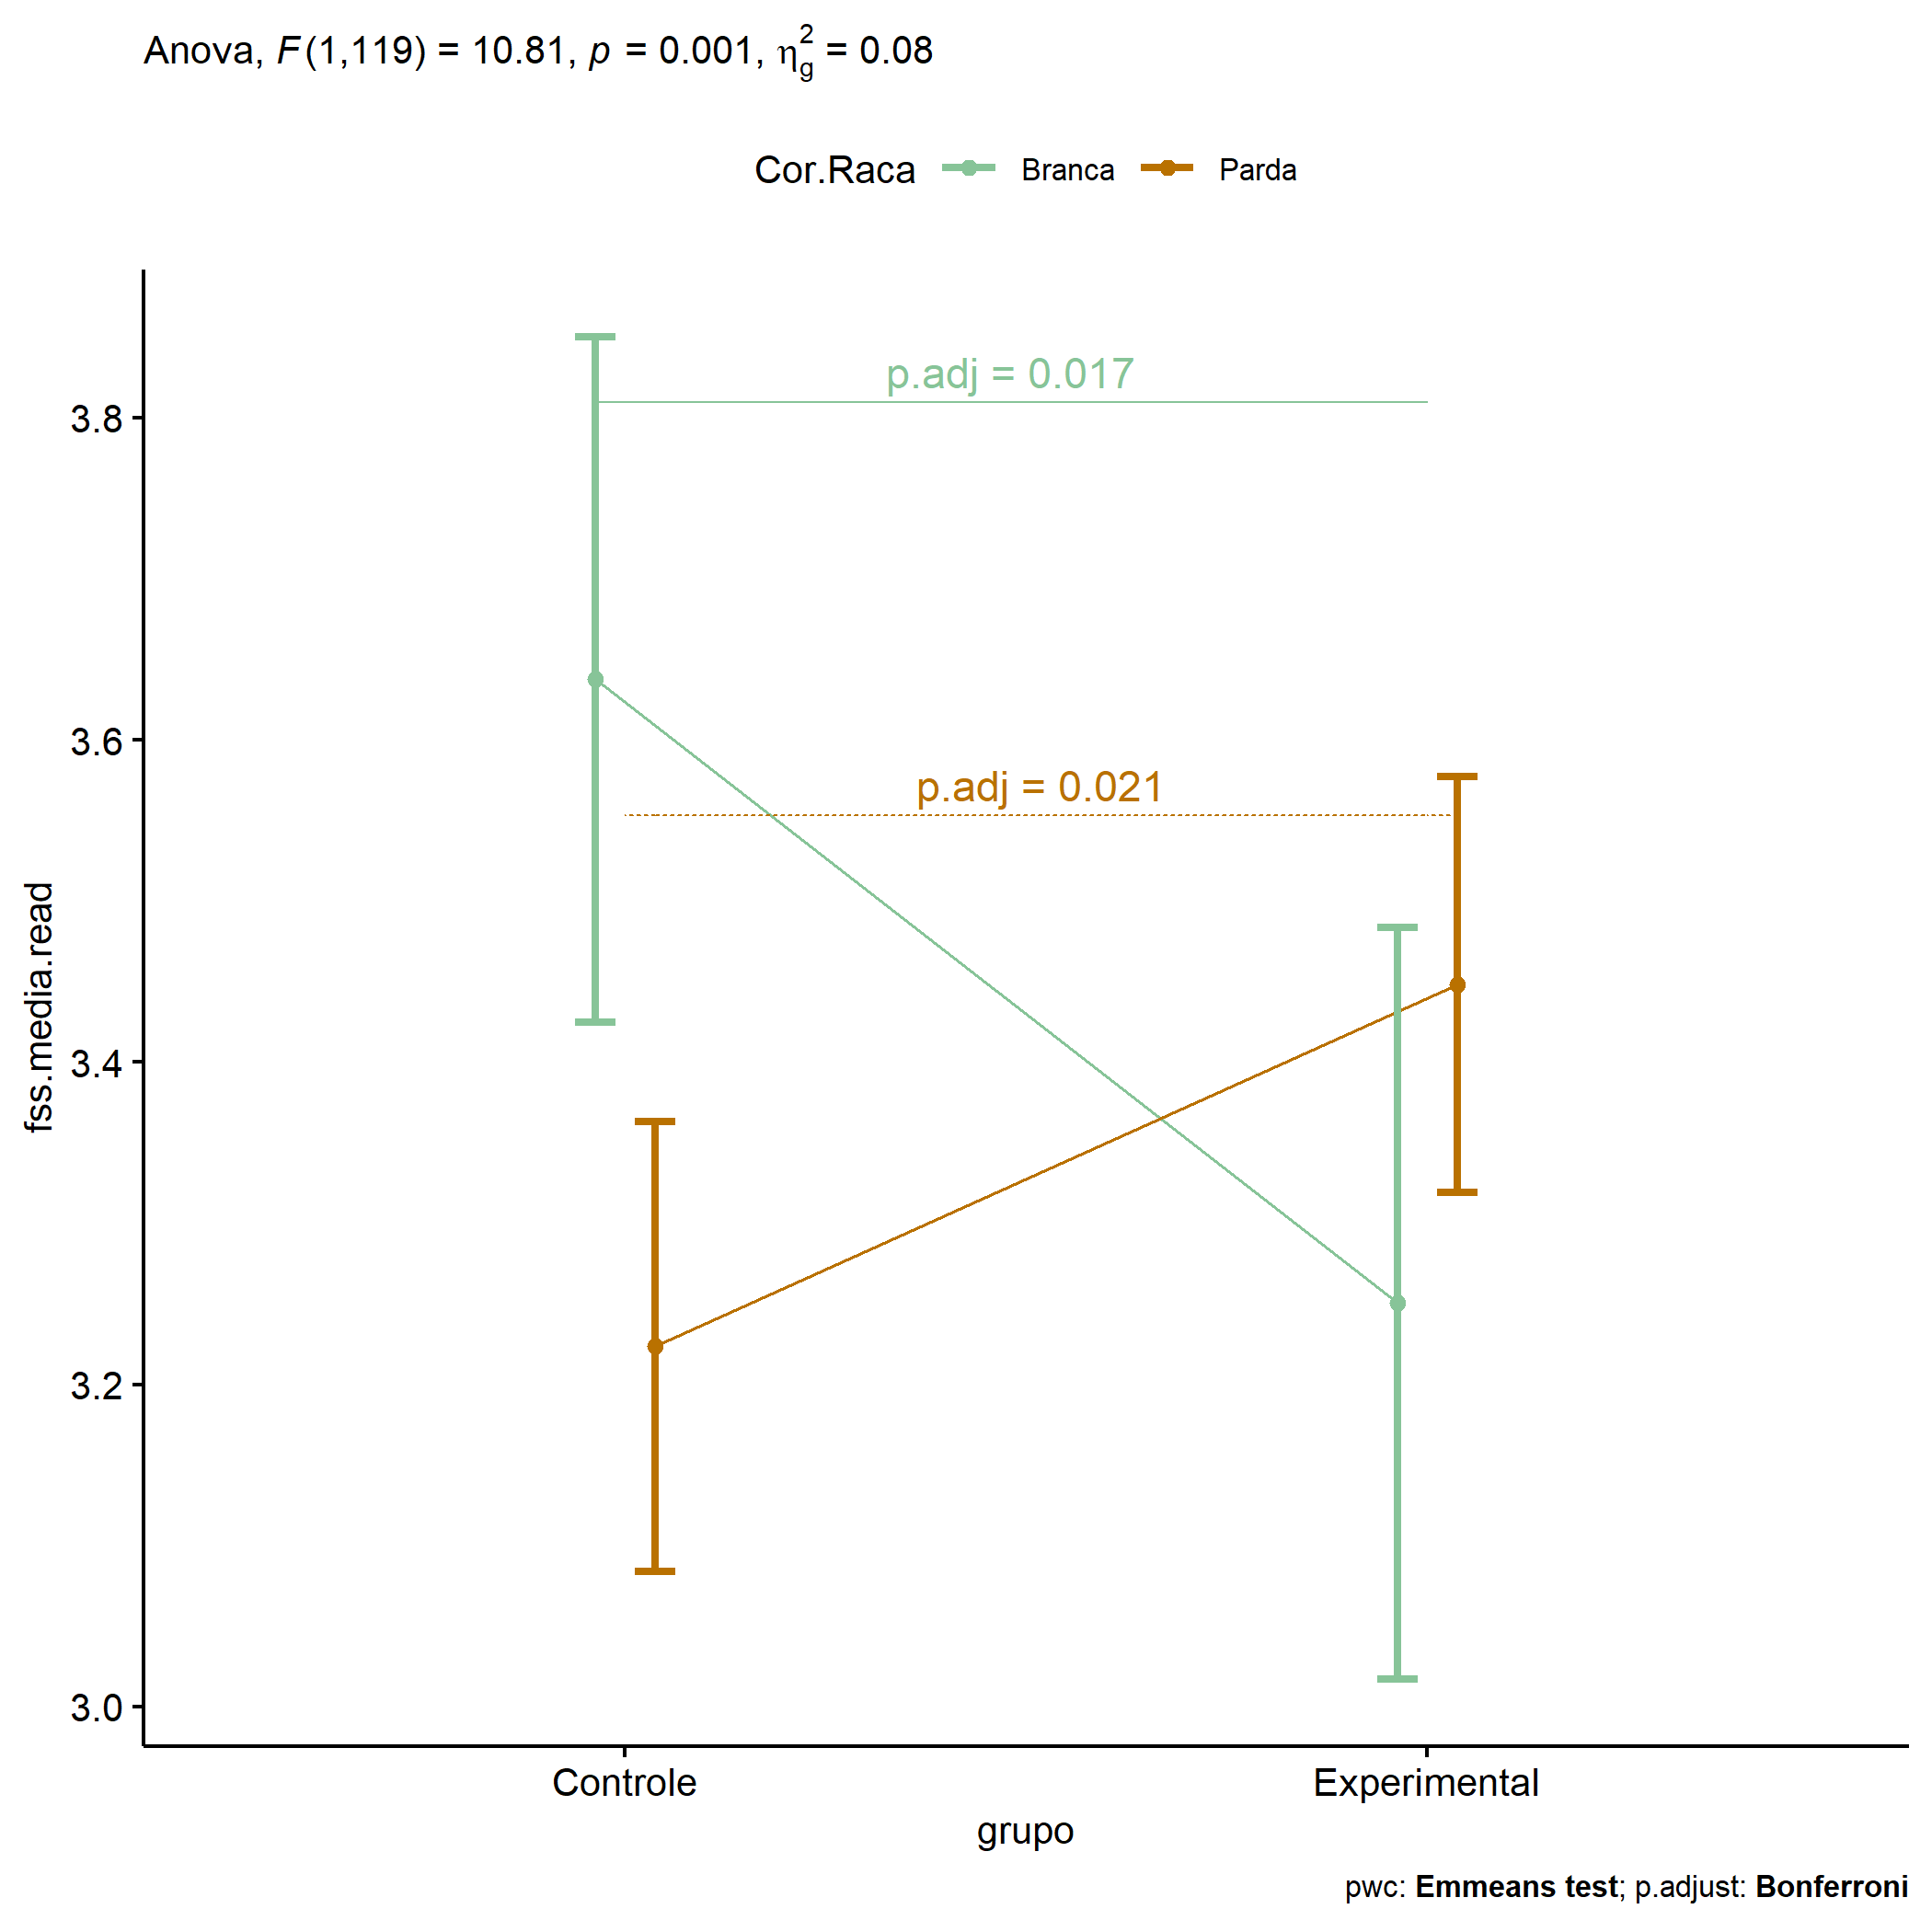 Anova, F(1,119) = 10.81, p = 0.001, η²g = 0.08
Cor.Raca Branca Parda
p.adj = 0.017
p.adj = 0.021
3.8
3.6
3.4
3.2
3.0
fss.media.read
Controle Experimental
grupo
pwc: Emmeans test; p.adjust: Bonferroni